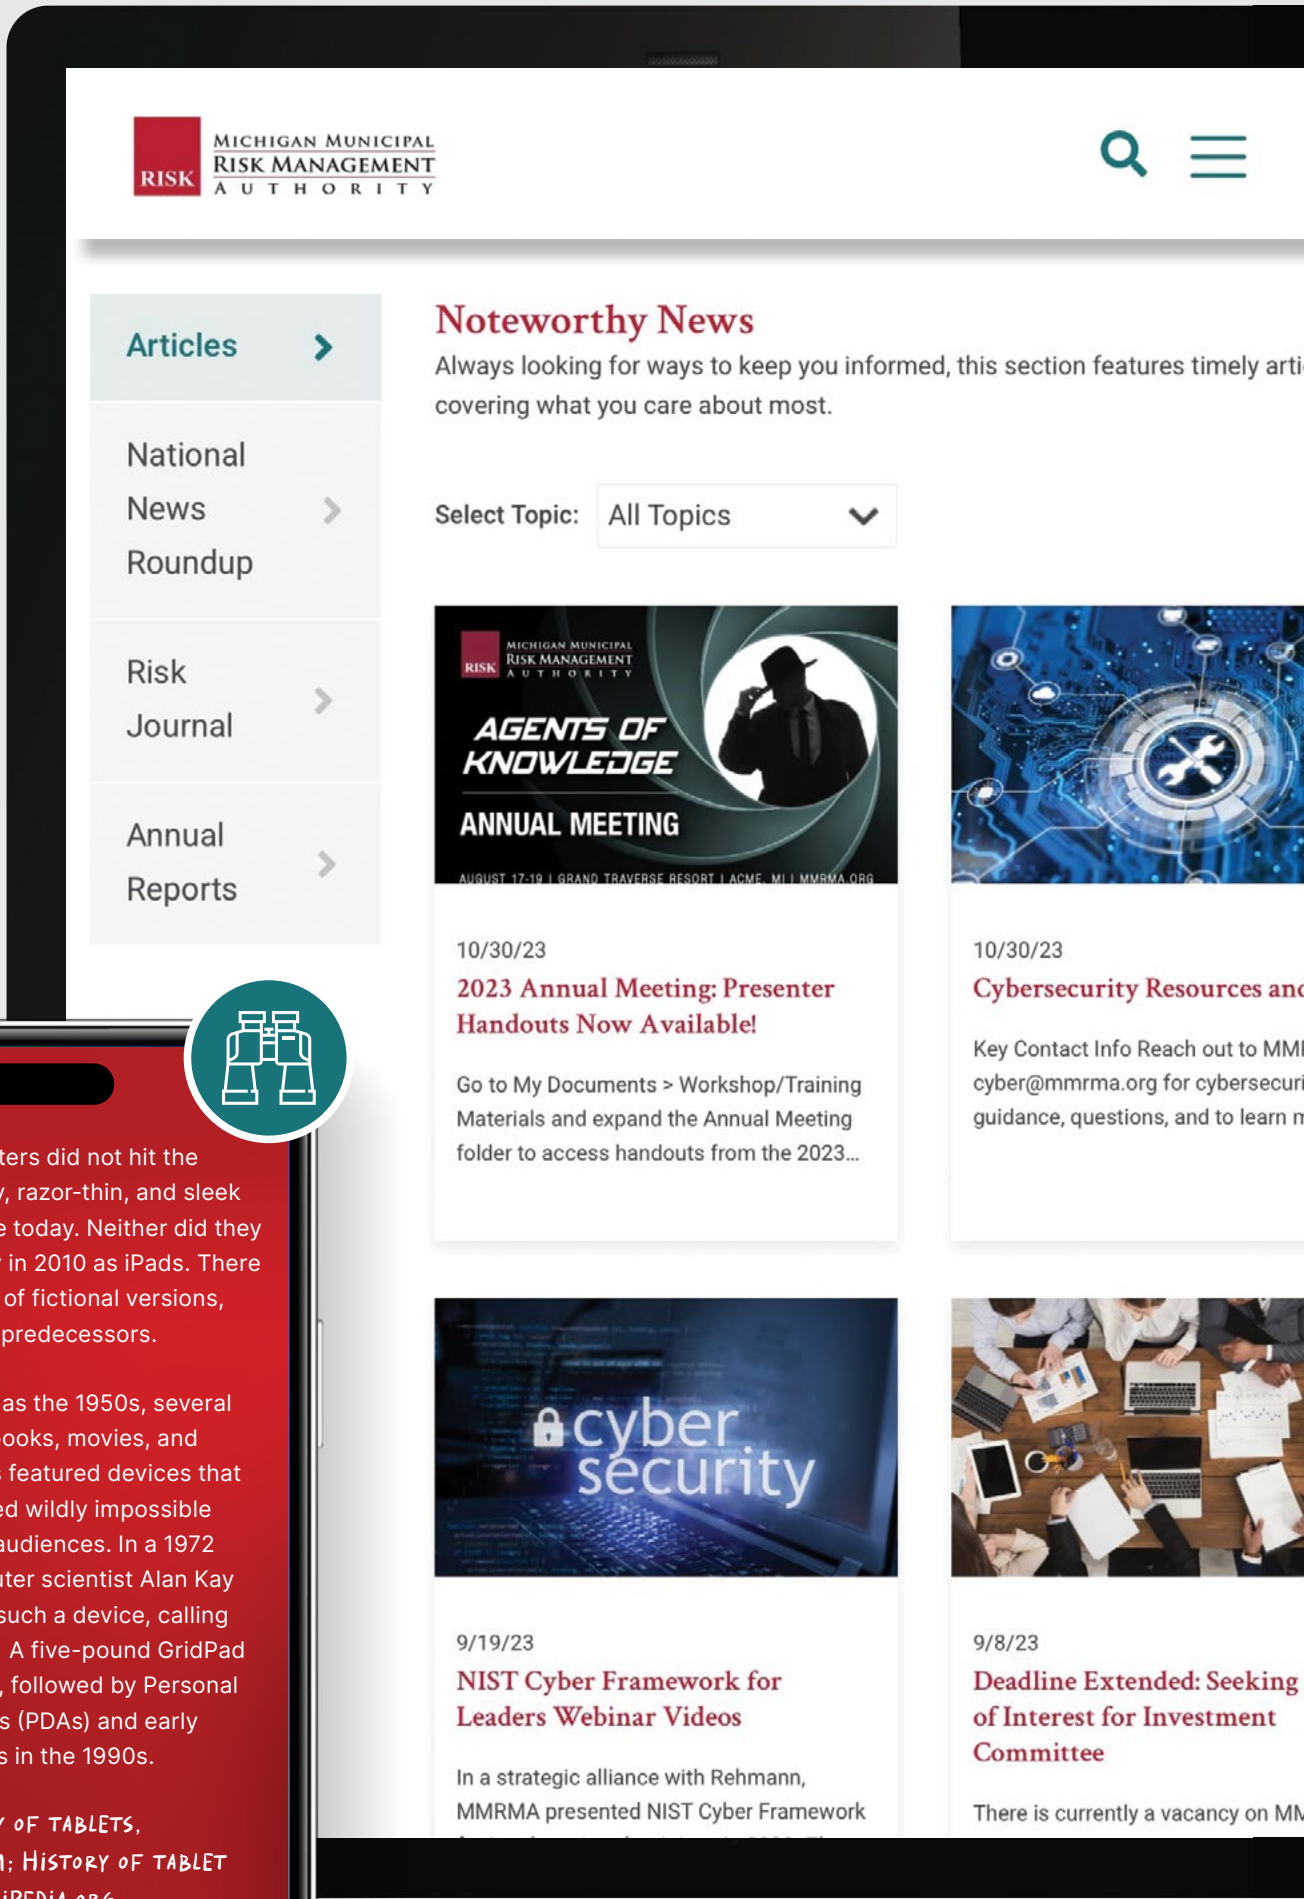 MICHIGAN MUNICIPAL
RISK MANAGEMENT
AUTHORITY
RISK
Articles
National
News
Roundup
Risk
Journal
Annual
Reports
Noteworthy News
Always looking for ways to keep you informed, this section features timely arti
covering what you care about most.
Select Topic: All Topics
MICHIGAN MUNICIPAL
RISK MANAGEMENT
AUTHORITY
RISK
AGENTS OF
KNOWLEDGE
ANNUAL MEETING
AUGUST 17-19 | GRAND TRAVERSE RESORT | ACME, MI | MMRMA.ORG
10/30/23
2023 Annual Meeting: Presenter
Handouts Now Available!
Go to My Documents > Workshop/Training
Materials and expand the Annual Meeting
folder to access handouts from the 2023...
10/30/23
Cybersecurity Resources and
Key Contact Info Reach out to MM
cyber@mmrma.org for cybersecuri
guidance, questions, and to learn m
cyber
security
9/19/23
NIST Cyber Framework for
Leaders Webinar Videos
In a strategic alliance with Rehmann,
MMRMA presented NIST Cyber Framework
9/8/23
Deadline Extended: Seeking
of Interest for Investment
Committee
There is currently a vacancy on MM
ters did not hit the
, razor-thin, and sleek
e today. Neither did they
in 2010 as iPads. There
of fictional versions,
predecessors.
as the 1950s, several
books, movies, and
s featured devices that
ed wildly impossible
audiences. In a 1972
uter scientist Alan Kay
such a device, calling
A five-pound GridPad
, followed by Personal
s (PDAs) and early
s in the 1990s.
Y OF TABLETS,
; HISTORY OF TABLET